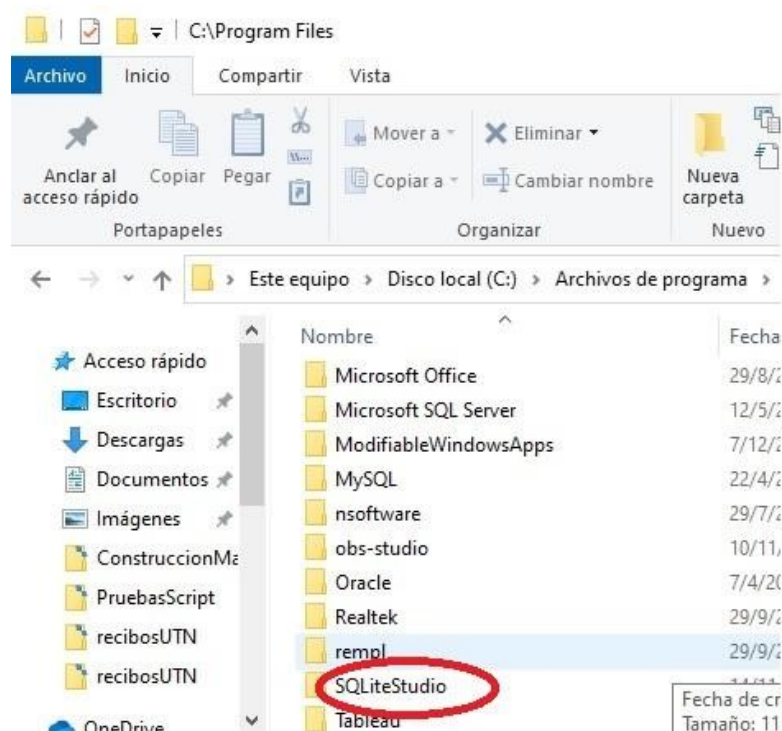 C:\Program Files
Archivo Inicio Compartir Vista
Anclar al acceso rápido
Copiar
Pegar
Mover a
Copiar a
Eliminar
Cambiar nombre
Nueva carpeta
Portapapeles Organizar Nuevo
Este equipo > Disco local (C:) > Archivos de programa >
Acceso rápido
Escritorio
Descargas
Documentos
Imágenes
ConstruccionMa
PruebasScript
recibosUTN
recibosUTN
OneDrive
Nombre Fecha
Microsoft Office 29/8/2
Microsoft SQL Server 12/5/2
ModifiableWindowsApps 7/12/2
MySQL 22/4/2
nsoftware 29/7/2
obs-studio 10/11/
Oracle 7/4/20
Realtek 29/9/2
rempl 29/9/2
SQLiteStudio
Tableau
Fecha de cr
Tamaño: 11